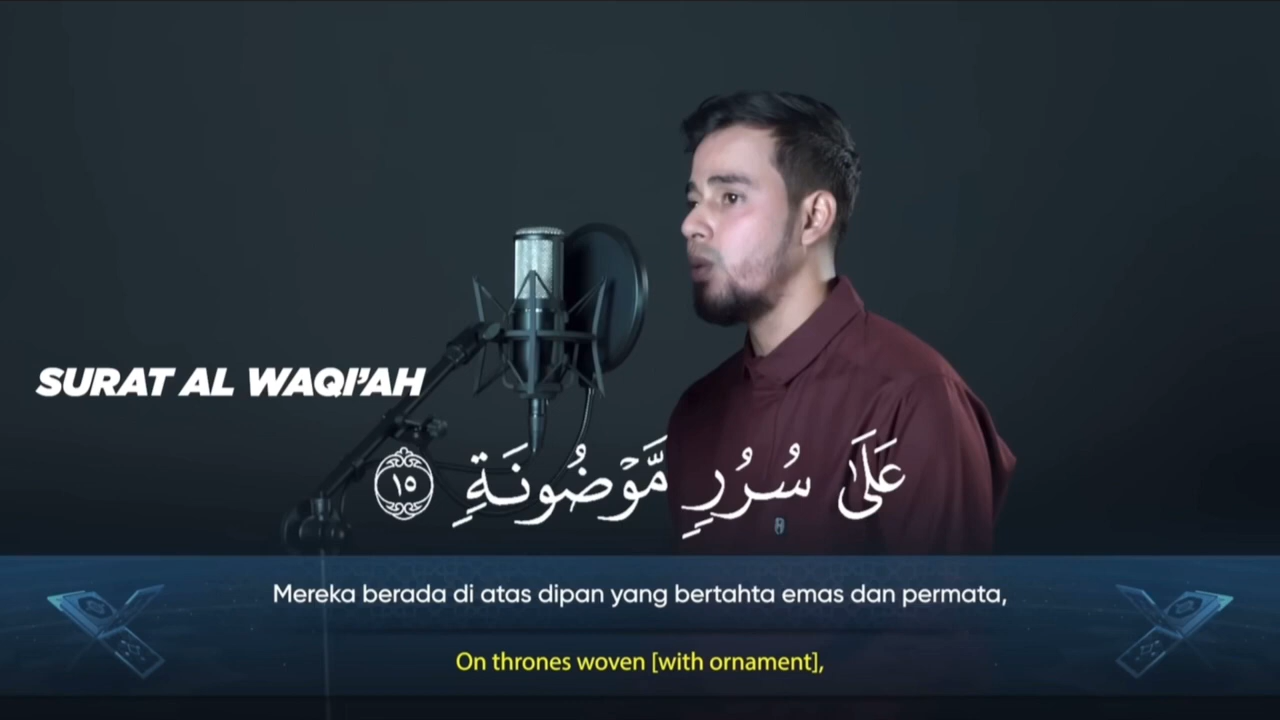 SURAT AL WAQI'AH
عَلَىٰ سُرُرٍ مَّوْضُونَةٍ ١٥
Mereka berada di atas dipan yang bertahta emas dan permata,
On thrones woven [with ornament],